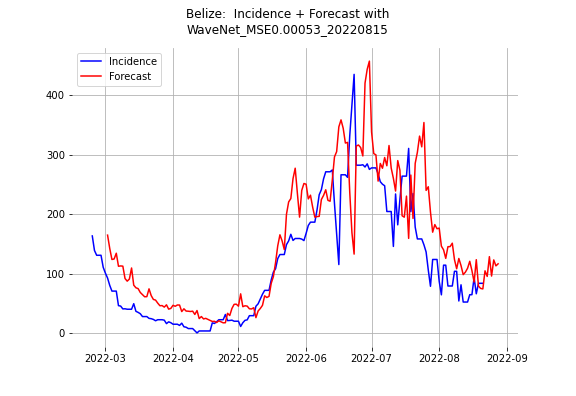 Belize:  Incidence + Forecast with
WaveNet_MSE0.00053_20220815
Incidence
Forecast
400
300
200
100
0
2022-03 2022-04 2022-05 2022-06 2022-07 2022-08 2022-09